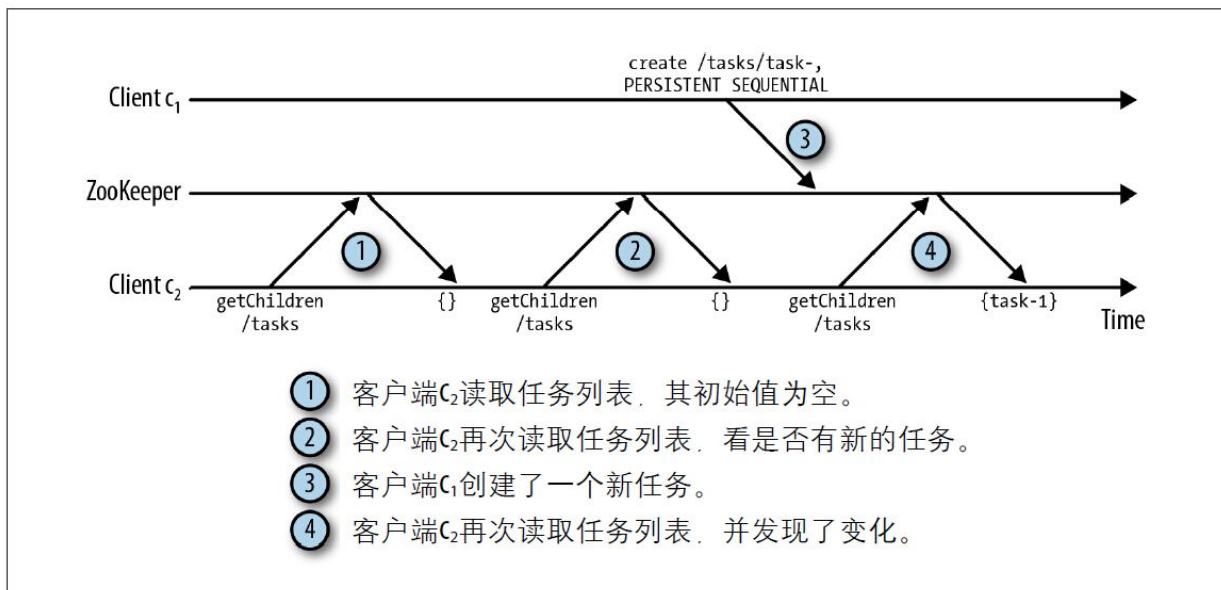 create /tasks/task-,
PERSISTENT SEQUENTIAL
Client c₁
3
ZooKeeper
1
2
4
Client c₂
getChildren
/tasks
{}
getChildren
/tasks
{}
getChildren
/tasks
{task-1}
Time
1 客户端C₂读取任务列表，其初始值为空。
2 客户端C₂再次读取任务列表，看是否有新的任务。
3 客户端C₁创建了一个新任务。
4 客户端C₂再次读取任务列表，并发现了变化。